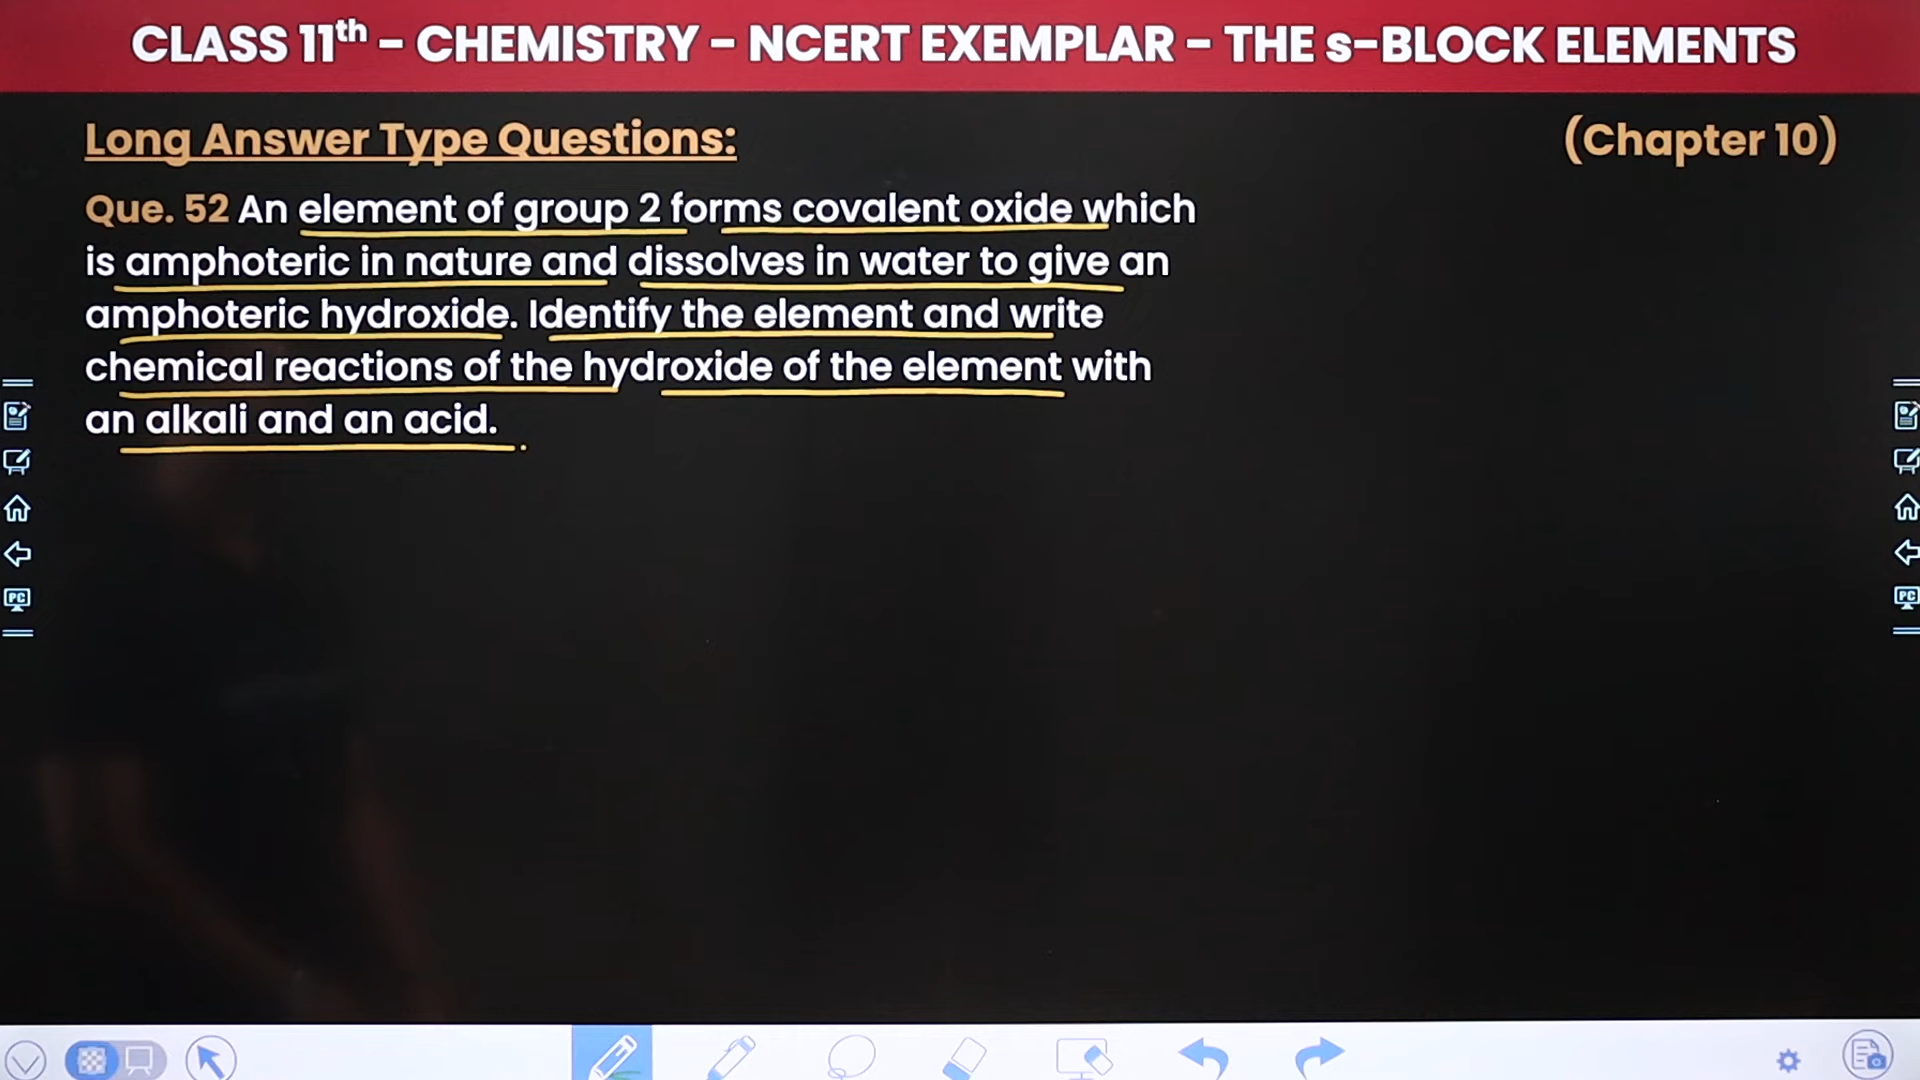 CLASS 11th - CHEMISTRY - NCERT EXEMPLAR - THE s-BLOCK ELEMENTS
Long Answer Type Questions:
(Chapter 10)
Que. 52 An element of group 2 forms covalent oxide which
is amphoteric in nature and dissolves in water to give an
amphoteric hydroxide. Identify the element and write
chemical reactions of the hydroxide of the element with
an alkali and an acid.
PC
PC